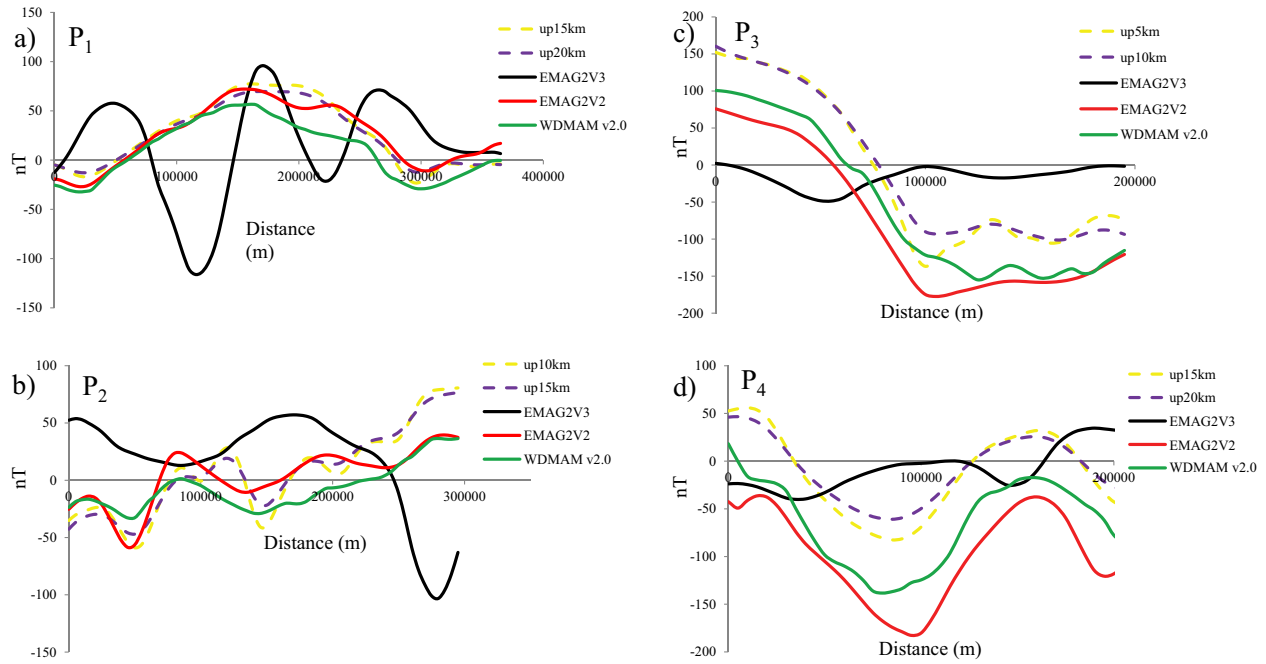 a)
P1
150
100
50
0
-50
-100
-150
nT
0
100000
200000
300000
400000
Distance
(m)
up15km
up20km
EMAG2V3
EMAG2V2
WDMAM v2.0
c)
P3
200
150
100
50
0
-50
-100
-150
-200
nT
0
100000
200000
Distance (m)
up5km
up10km
EMAG2V3
EMAG2V2
WDMAM v2.0
b)
P2
100
50
0
-50
-100
-150
nT
0
100000
200000
300000
Distance (m)
up10km
up15km
EMAG2V3
EMAG2V2
WDMAM v2.0
d)
P4
100
50
0
-50
-100
-150
-200
nT
0
100000
200000
Distance (m)
up15km
up20km
EMAG2V3
EMAG2V2
WDMAM v2.0